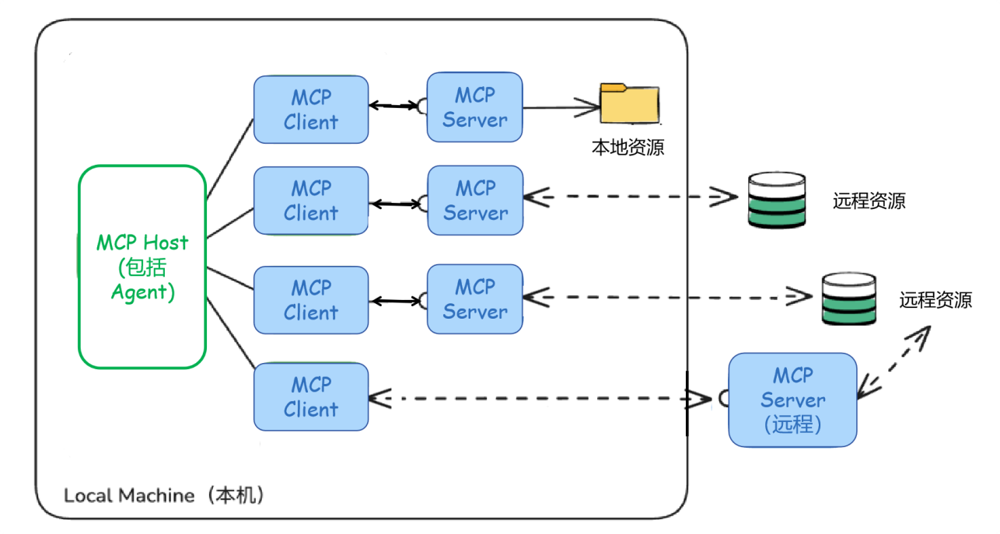 MCP
Client
MCP
Server
本地资源
MCP
Client
MCP
Server
远程资源
MCP Host
(包括
Agent)
MCP
Client
MCP
Server
远程资源
MCP
Client
MCP
Server
(远程)
Local Machine（本机）